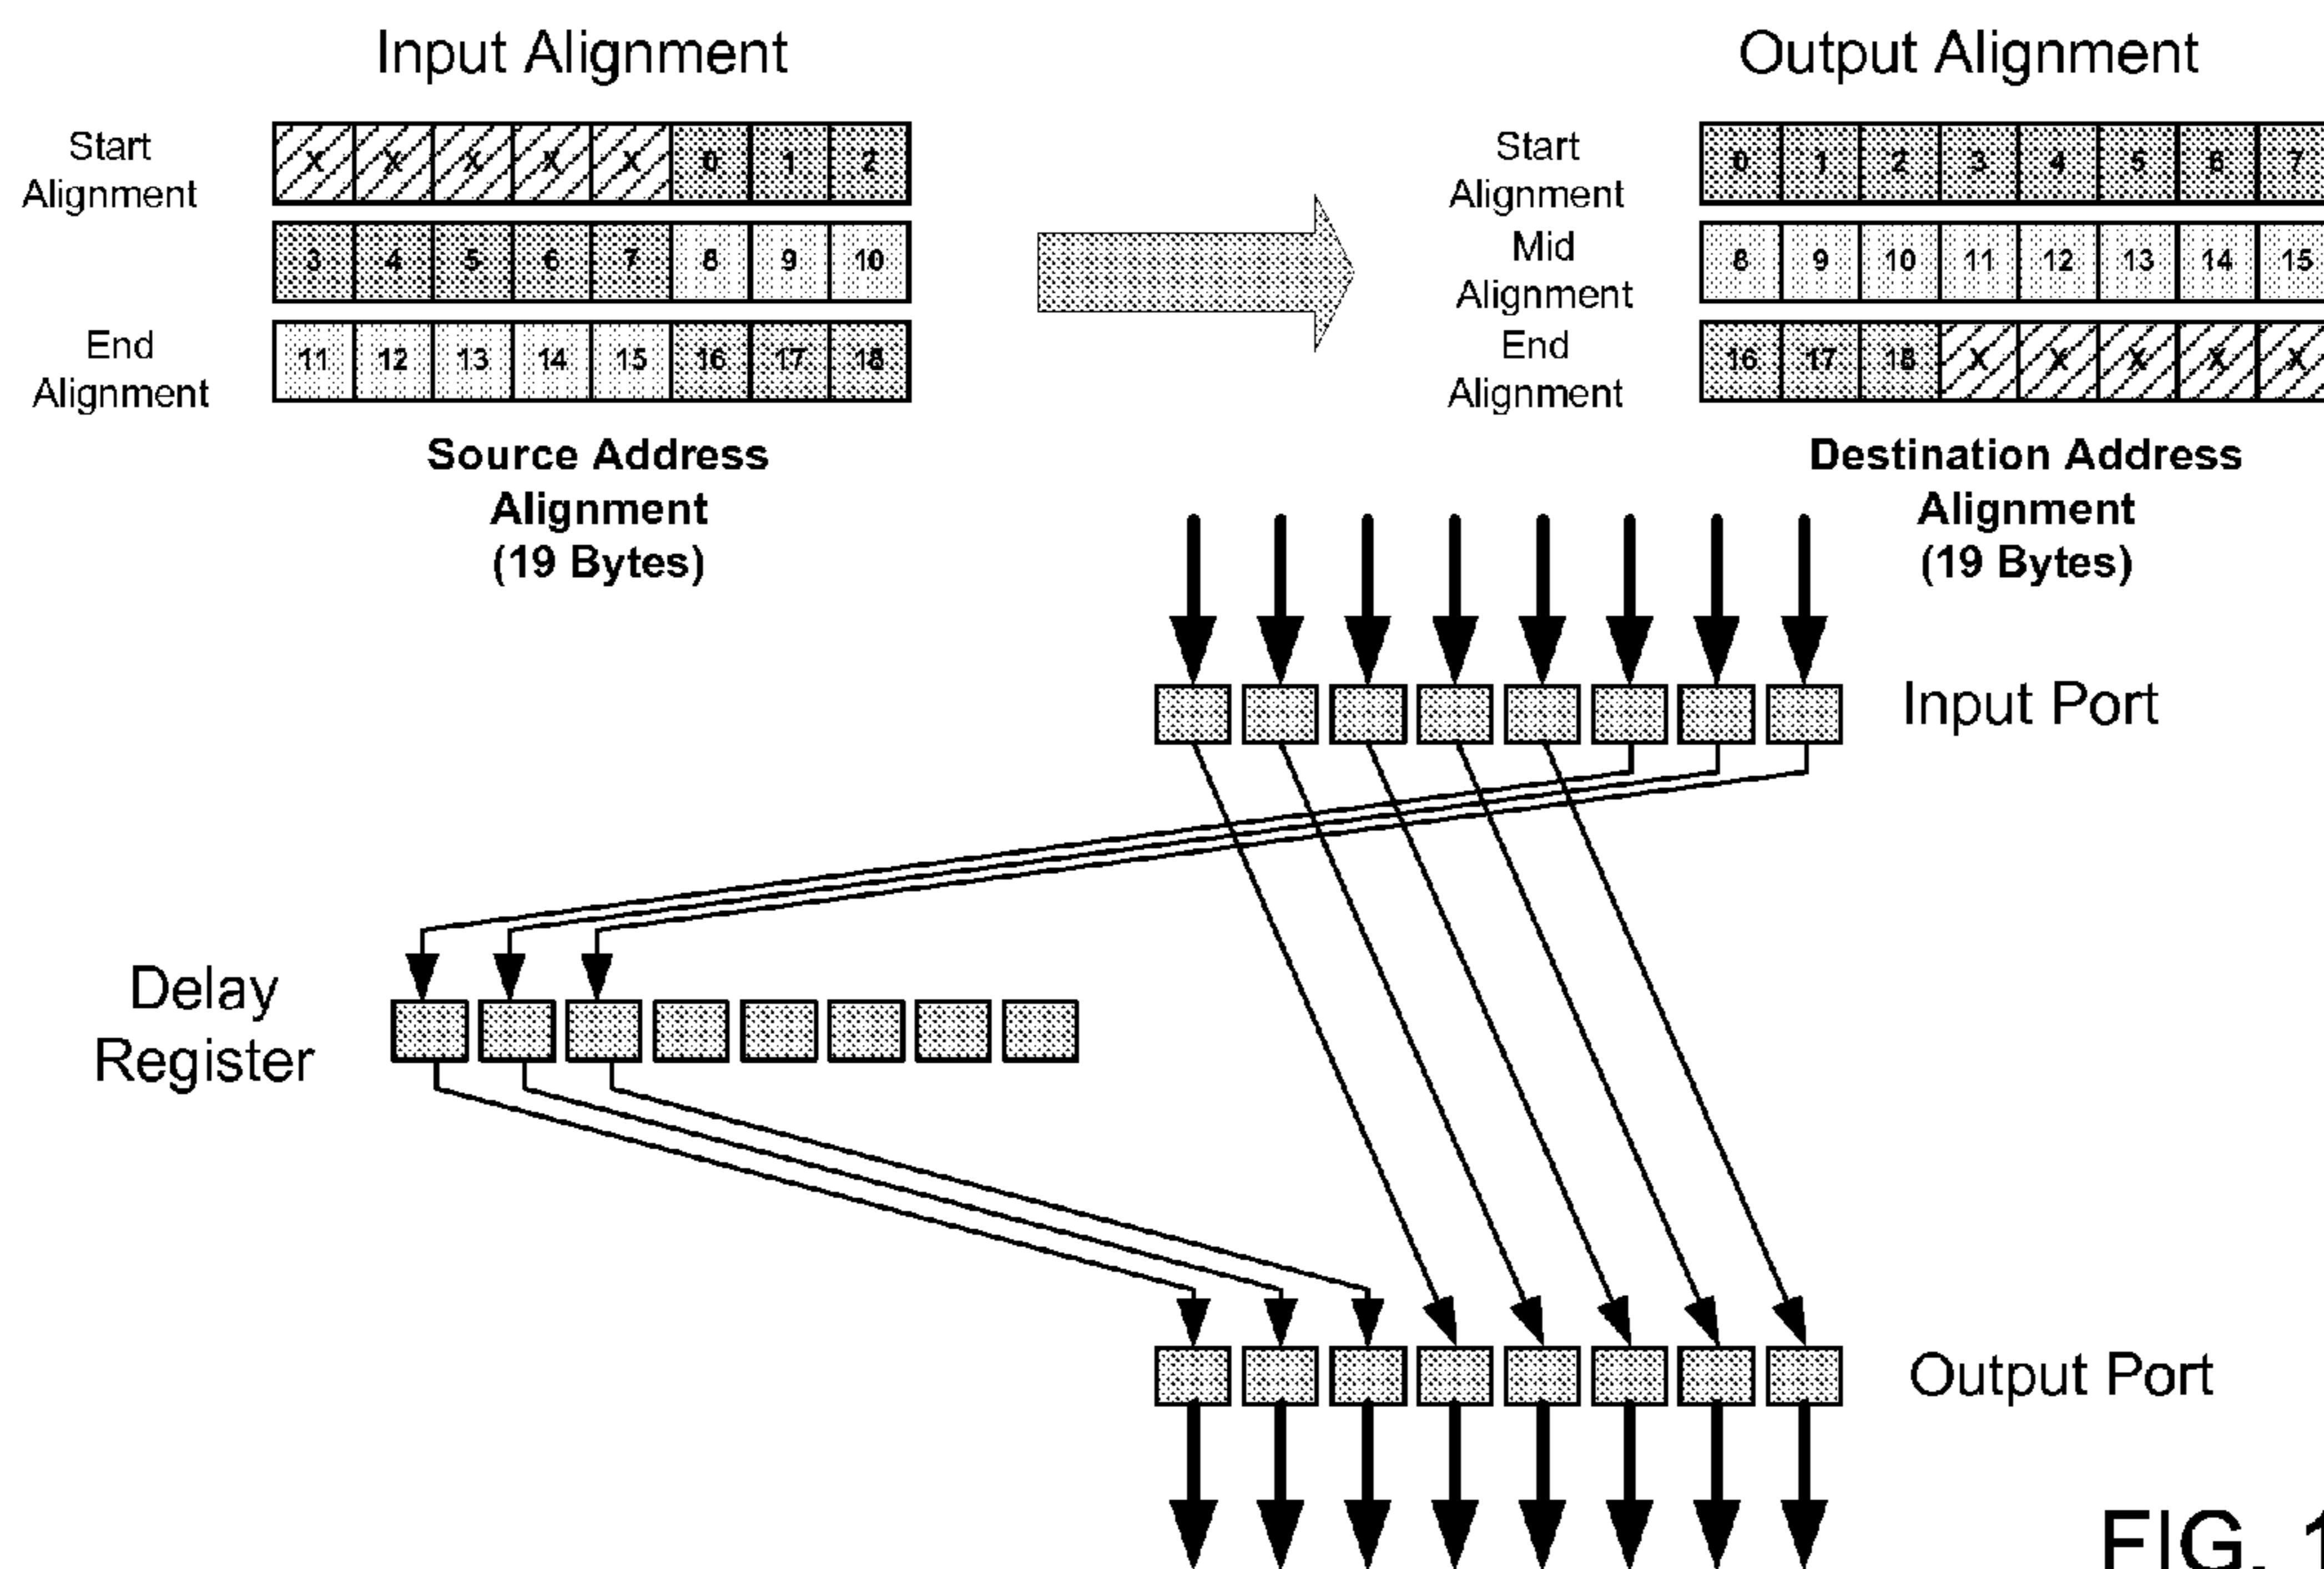 Input Alignment
Output Alignment
Start
Alignment
X X X X X 0 1 2
3 4 5 6 7 8 9 10
End
Alignment
11 12 13 14 15 16 17 18
Source Address
Alignment
(19 Bytes)
Start
Alignment
0 1 2 3 4 5 6 7
Mid
Alignment
8 9 10 11 12 13 14 15
End
Alignment
16 17 18 X X X X X
Destination Address
Alignment
(19 Bytes)
Input Port
Delay
Register
Output Port
FIG. 1